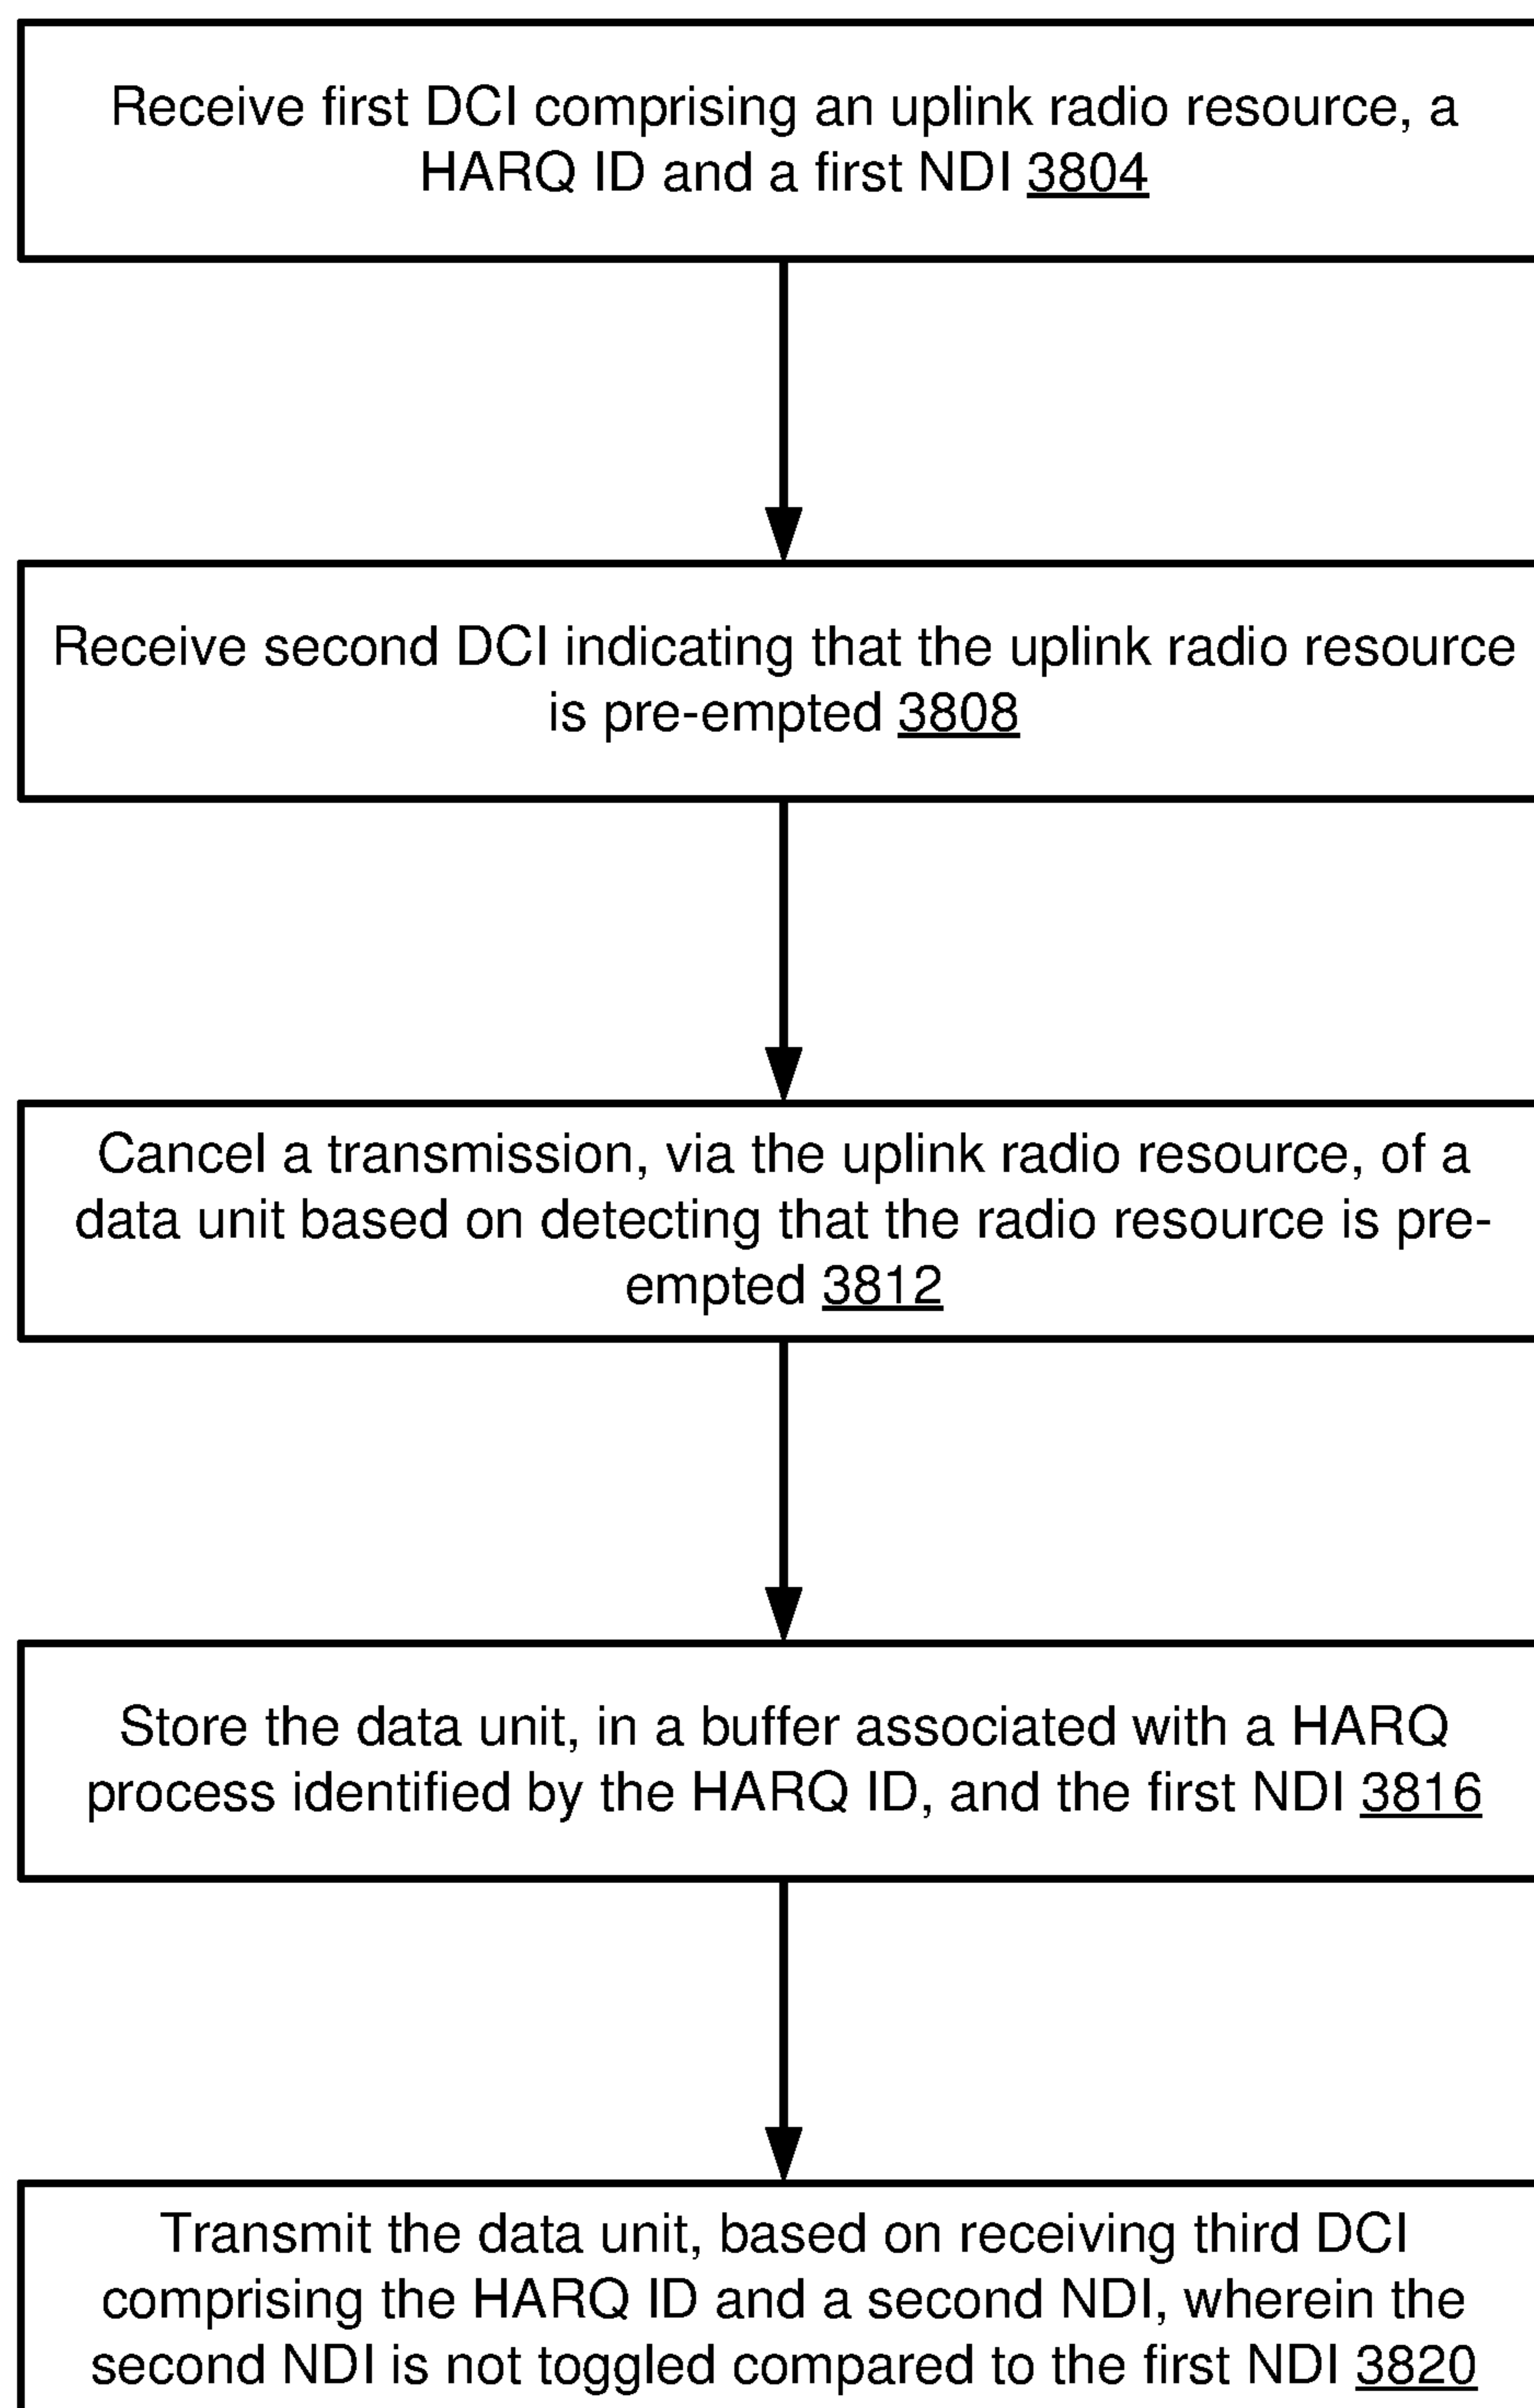 Receive first DCI comprising an uplink radio resource, a
HARQ ID and a first NDI 3804
Receive second DCI indicating that the uplink radio resource
is pre-empted 3808
Cancel a transmission, via the uplink radio resource, of a
data unit based on detecting that the radio resource is pre-
empted 3812
Store the data unit, in a buffer associated with a HARQ
process identified by the HARQ ID, and the first NDI 3816
Transmit the data unit, based on receiving third DCI
comprising the HARQ ID and a second NDI, wherein the
second NDI is not toggled compared to the first NDI 3820